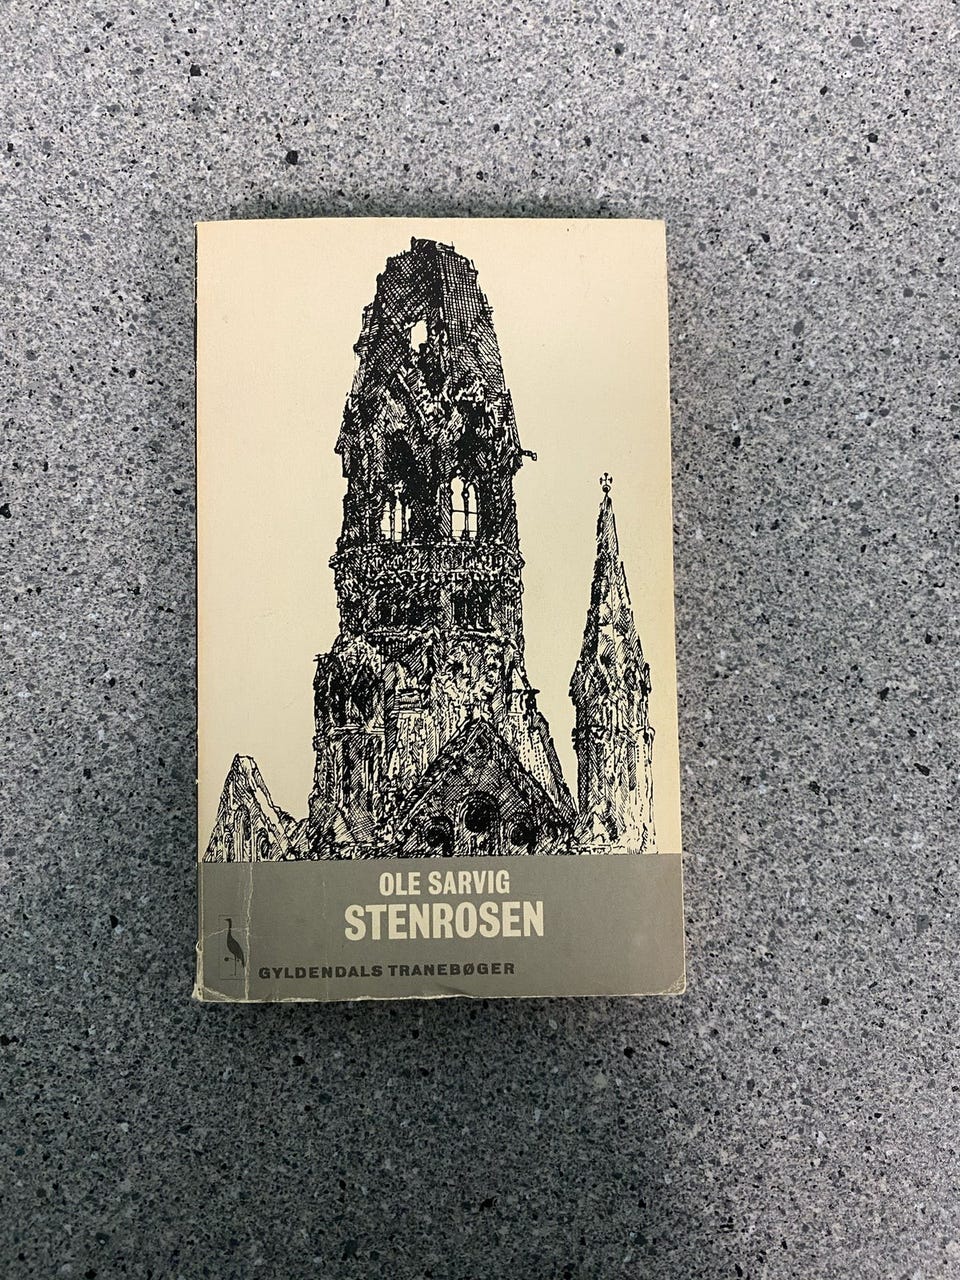 OLE SARVIG
STENROSEN
GYLDENDALS TRANEBØGER